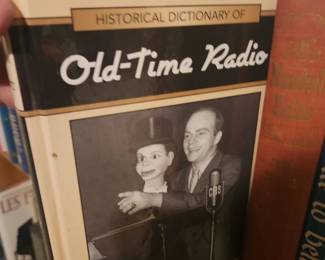 HISTORICAL DICTIONARY OF
Old-Time Radio
CBS